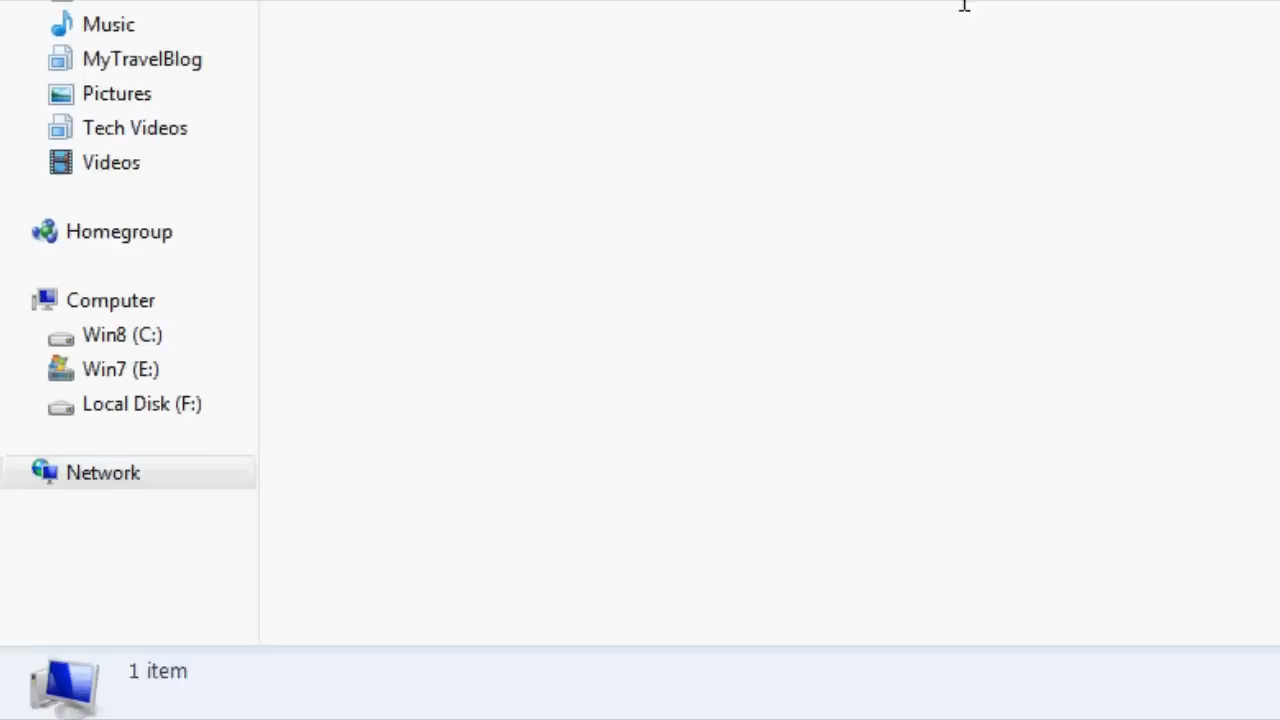 Music
MyTravelBlog
Pictures
Tech Videos
Videos
Homegroup
Computer
Win8 (C:)
Win7 (E:)
Local Disk (F:)
Network
1 item